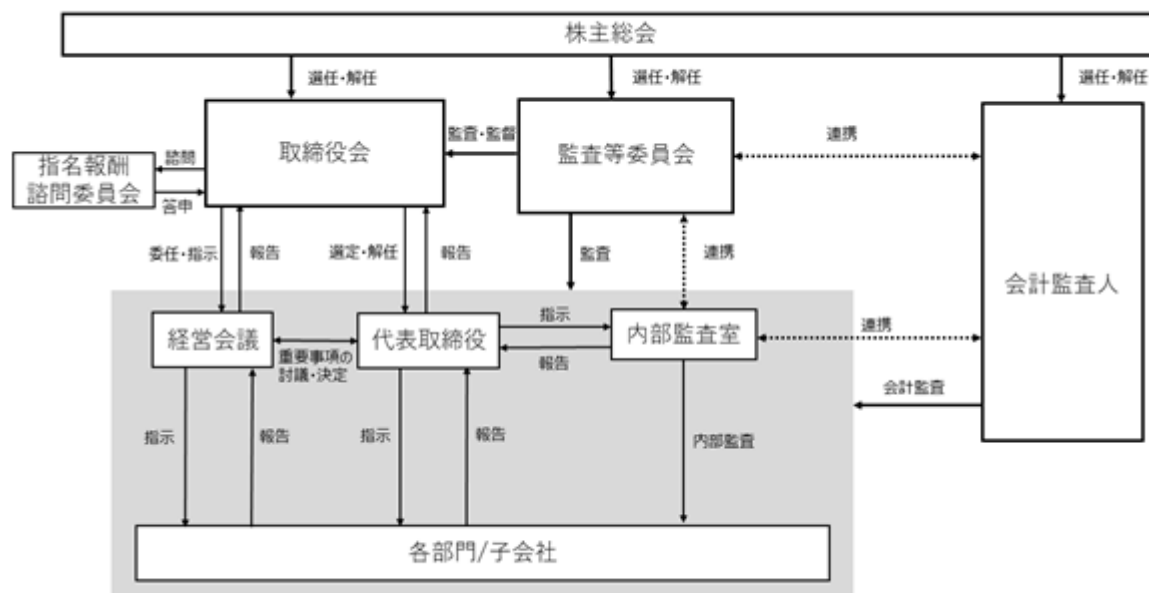 株主総会
選任・解任
選任・解任
選任・解任
取締役会
監査・監督
監査等委員会
連携
会計監査人
指名報酬
諮問委員会
諮問
答申
委任・指示
報告
選定・解任
報告
監査
連携
経営会議
重要事項の
討議・決定
代表取締役
指示
報告
内部監査室
連携
会計監査
指示
報告
指示
報告
内部監査
各部門/子会社